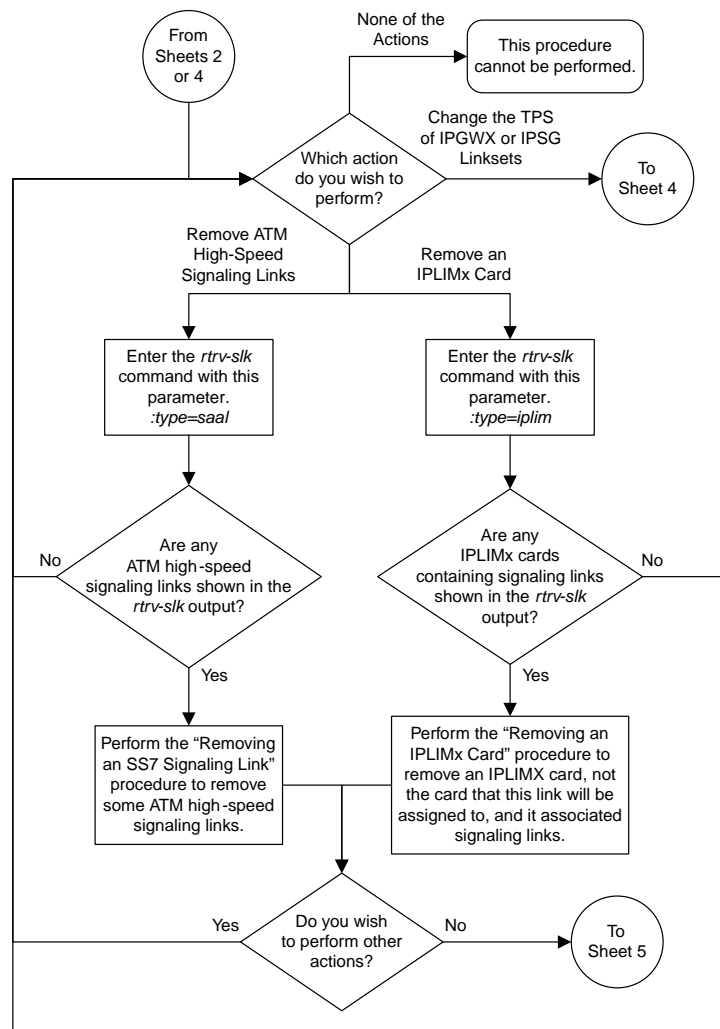 From
Sheets 2
or 4
None of the
Actions
This procedure
cannot be performed.
Which action
do you wish to
perform?
Change the TPS
of IPGWX or IPSG
Linksets
To
Sheet 4
Remove ATM
High-Speed
Signaling Links
Remove an
IPLIMx Card
Enter the rtrv-slk
command with this
parameter.
:type=saal
Enter the rtrv-slk
command with this
parameter.
:type=iplim
No
Are any
ATM high-speed
signaling links shown in the
rtrv-slk output?
Are any
IPLIMx cards
containing signaling links
shown in the rtrv-slk
output?
No
Yes
Yes
Perform the “Removing
an SS7 Signaling Link”
procedure to remove
some ATM high-speed
signaling links.
Perform the “Removing an
IPLIMx Card” procedure to
remove an IPLIMX card, not
the card that this link will be
assigned to, and it associated
signaling links.
Yes
Do you wish
to perform other
actions?
No
To
Sheet 5